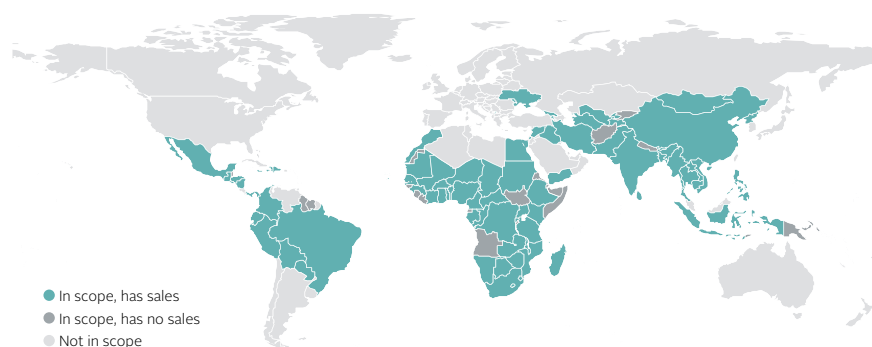 In scope, has sales
In scope, has no sales
Not in scope